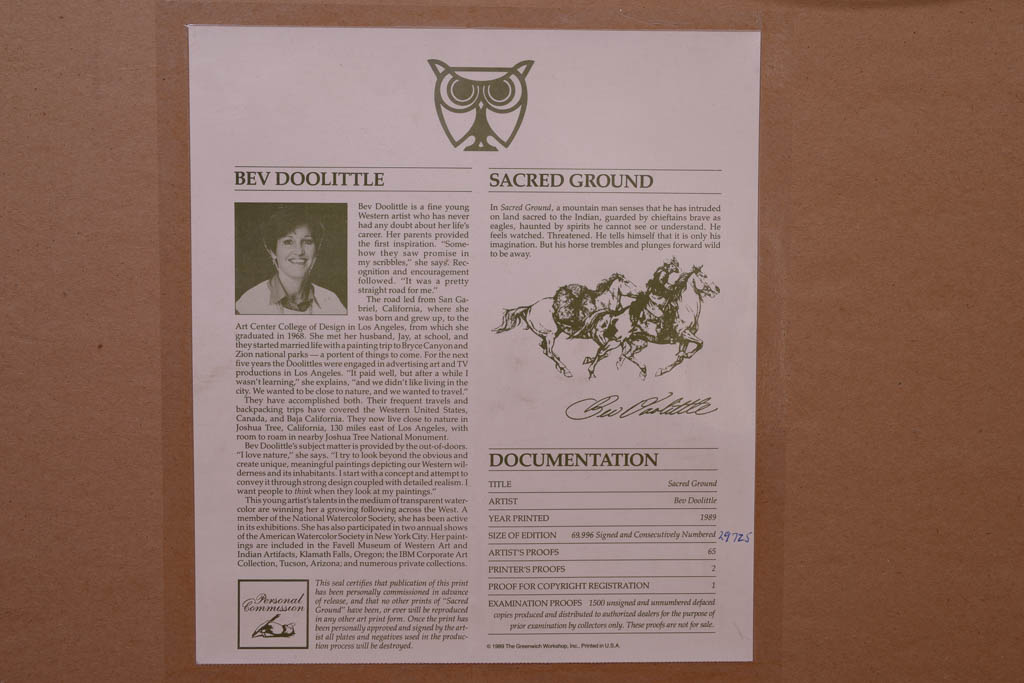 BEV DOOLITTLE
Bev Doolittle is a fine young
Western artist who has never
had any doubt about her life's
career. Her parents provided
the first inspiration. "Some-
how they saw promise in
my scribbles," she says. Rec-
ognition and encouragement
followed. "It was a pretty
straight road for me."
The road led from San Ga-
briel, California, where she
was born and grew up, to the
Art Center College of Design in Los Angeles, from which she
graduated in 1968. She met her husband, Jay, at school, and
they started married life with a painting trip to Bryce Canyon and
Zion national parks — a portent of things to come. For the next
five years the Doolittles were engaged in advertising art and TV
productions in Los Angeles. "It paid well, but after a while I
wasn't learning," she explains, "and we didn't like living in the
city. We wanted to be close to nature, and we wanted to travel."
They have accomplished both. Their frequent travels and
backpacking trips have covered the Western United States,
Canada, and Baja California. They now live close to nature in
Joshua Tree, California, 130 miles east of Los Angeles, with
room to roam in nearby Joshua Tree National Monument.
Bev Doolittle's subject matter is provided by the out-of-doors.
"I love nature," she says. "I try to look beyond the obvious and
create unique, meaningful paintings depicting our Western wil-
derness and its inhabitants. I start with a concept and attempt to
convey it through strong design coupled with detailed realism. I
want people to think when they look at my paintings."
This young artist's talents in the medium of transparent water-
color are winning her a growing following across the West. A
member of the National Watercolor Society, she has been active
in its exhibitions. She has also participated in two annual shows
of the American Watercolor Society in New York City. Her paint-
ings are included in the Favell Museum of Western Art and
Indian Artifacts, Klamath Falls, Oregon; the IBM Corporate Art
Collection, Tucson, Arizona; and numerous private collections.
Personal
Commission
This seal certifies that publication of this print
has been personally commissioned in advance
of release, and that no other prints of "Sacred
Ground" have been, or ever will be reproduced
in any other art print form. Once the print has
been personally approved and signed by the art-
ist all plates and negatives used in the produc-
tion process will be destroyed.
SACRED GROUND
In Sacred Ground, a mountain man senses that he has intruded
on land sacred to the Indian, guarded by chieftains brave as
eagles, haunted by spirits he cannot see or understand. He
feels watched. Threatened. He tells himself that it is only his
imagination. But his horse trembles and plunges forward wild
to be away.
Bev Doolittle
DOCUMENTATION
TITLE Sacred Ground
ARTIST Bev Doolittle
YEAR PRINTED 1989
SIZE OF EDITION 69,996 Signed and Consecutively Numbered 29725
ARTIST'S PROOFS 65
PRINTER'S PROOFS 2
PROOF FOR COPYRIGHT REGISTRATION 1
EXAMINATION PROOFS 1500 unsigned and unnumbered defaced
copies produced and distributed to authorized dealers for the purpose of
prior examination by collectors only. These proofs are not for sale.
© 1989 The Greenwich Workshop, Inc., Printed in U.S.A.